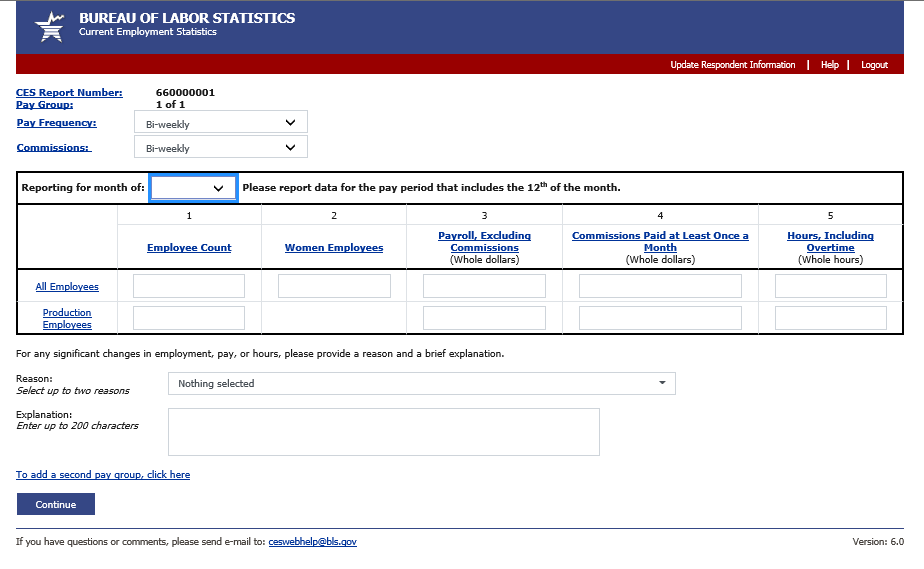 BUREAU OF LABOR STATISTICS
Current Employment Statistics
Update Respondent Information | Help | Logout
CES Report Number: 660000001
Pay Group: 1 of 1
Pay Frequency: Bi-weekly
Commissions: Bi-weekly
Reporting for month of: Please report data for the pay period that includes the 12th of the month.
1 2 3 4 5
Employee Count
Women Employees
Payroll, Excluding
Commissions
(Whole dollars)
Commissions Paid at Least Once a
Month
(Whole dollars)
Hours, Including
Overtime
(Whole hours)
All Employees
Production
Employees
For any significant changes in employment, pay, or hours, please provide a reason and a brief explanation.
Reason:
Select up to two reasons
Nothing selected
Explanation:
Enter up to 200 characters
To add a second pay group, click here
Continue
If you have questions or comments, please send e-mail to: ceswebhelp@bls.gov
Version: 6.0